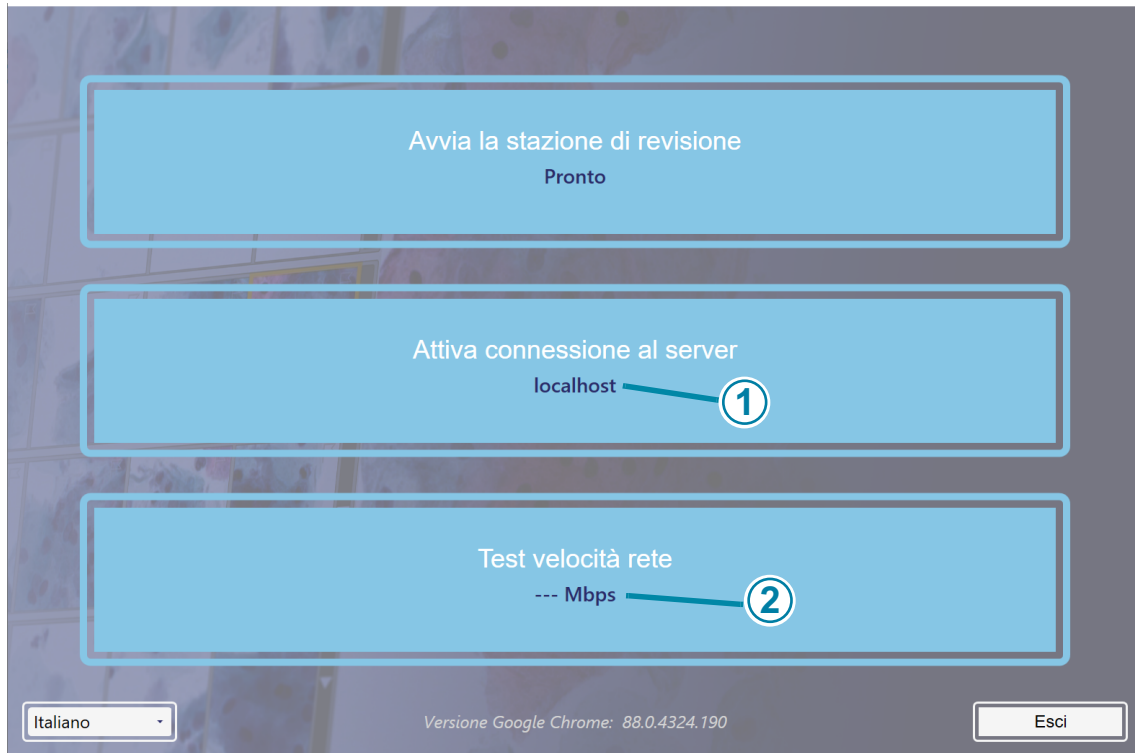 Avvia la stazione di revisione
Pronto
Attiva connessione al server
localhost
1
Test velocità rete
--- Mbps
2
Italiano
Versione Google Chrome: 88.0.4324.190
Esci